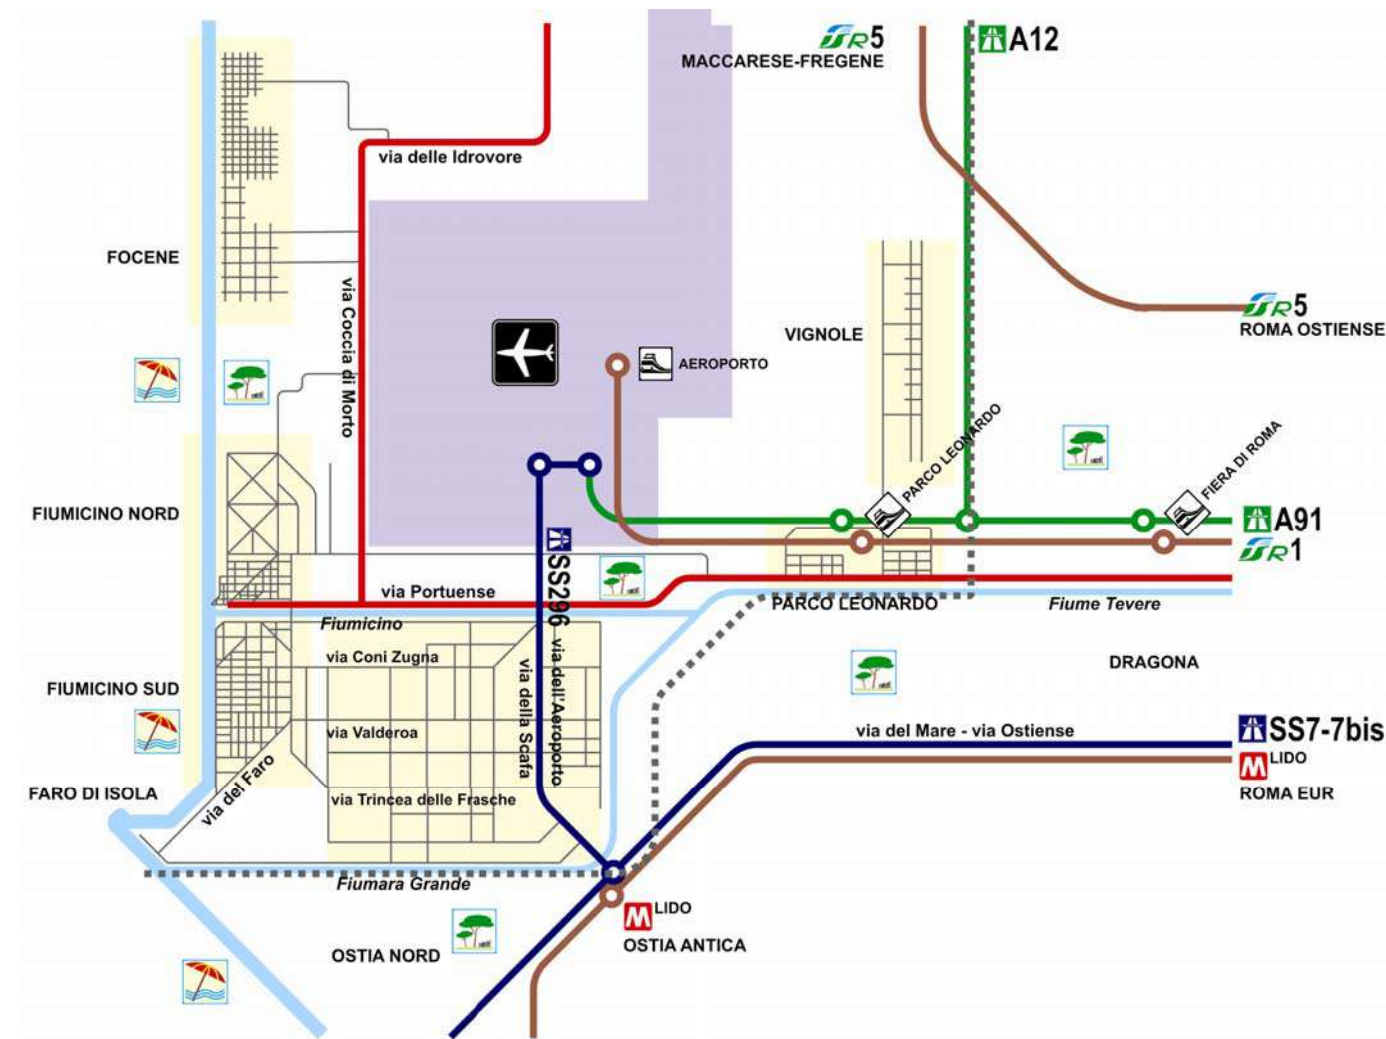 R5
MACCARESE-FREGENE
A12
via delle Idrovore
FOCENE
via Coccia di Morto
R5
ROMA OSTIENSE
VIGNOLE
AEROPORTO
PARCO LEONARDO
FIERA DI ROMA
FIUMICINO NORD
A91
R1
SS296
via Portuense
PARCO LEONARDO
Fiume Tevere
Fiumicino
via Coni Zugna
via della Scafa
via dell'Aeroporto
DRAGONA
FIUMICINO SUD
via Valderoa
via del Mare - via Ostiense
SS7-7bis
M LIDO
ROMA EUR
FARO DI ISOLA
via del Faro
via Trincea delle Frasche
Fiumara Grande
M LIDO
OSTIA ANTICA
OSTIA NORD